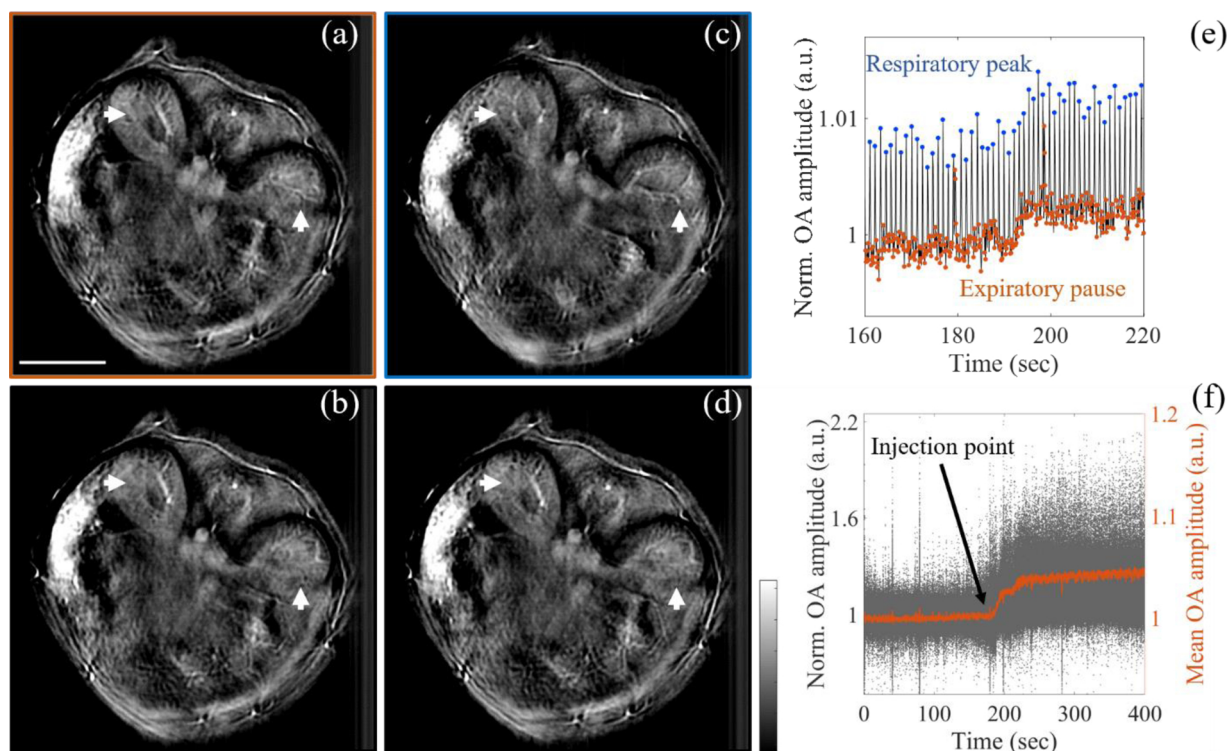 (a)
(c)
(b)
(d)
(e)
Norm. OA amplitude (a.u.)
Respiratory peak
1.01
1
Expiratory pause
160 180 200 220
Time (sec)
(f)
Norm. OA amplitude (a.u.)
2.2
1.6
1
Injection point
1.2
1.1
1
Mean OA amplitude (a.u.)
0 100 200 300 400
Time (sec)